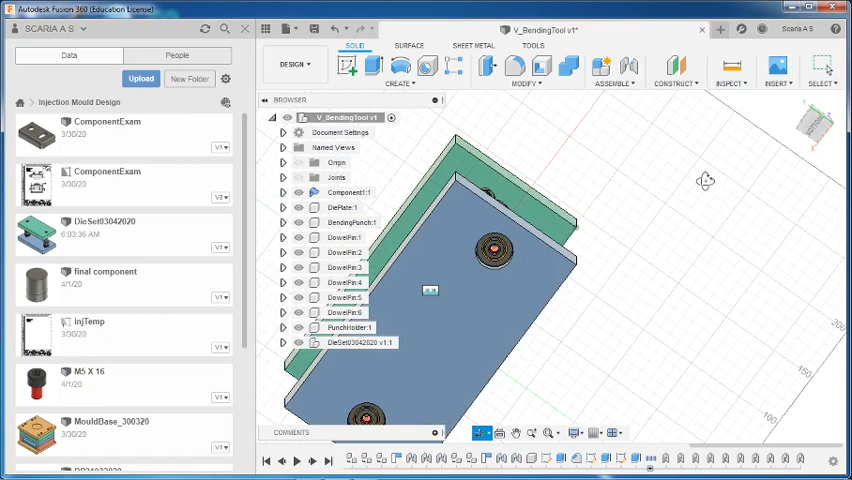 Autodesk Fusion 360 (Education License)
SCARIA A S
V_BendingTool v1*
Scaria A S
Data
People
SOLID
SURFACE
SHEET METAL
TOOLS
DESIGN
CREATE
MODIFY
ASSEMBLE
CONSTRUCT
INSPECT
INSERT
SELECT
Upload
New Folder
Injection Mould Design
BROWSER
V_BendingTool v1
Document Settings
Named Views
Origin
Joints
Component1:1
DiePlate:1
BendingPunch:1
DowelPin:1
DowelPin:2
DowelPin:3
DowelPin:4
DowelPin:5
DowelPin:6
PunchHolder:1
DieSet03042020 v1:1
ComponentExam
3/30/20
V1
ComponentExam
3/30/20
V3
DieSet03042020
6:03:36 AM
V1
final component
4/1/20
V1
injTemp
3/30/20
V1
M5 X 16
4/1/20
V1
MouldBase_300320
3/30/20
V1
BOTTOM
200
150
100
COMMENTS